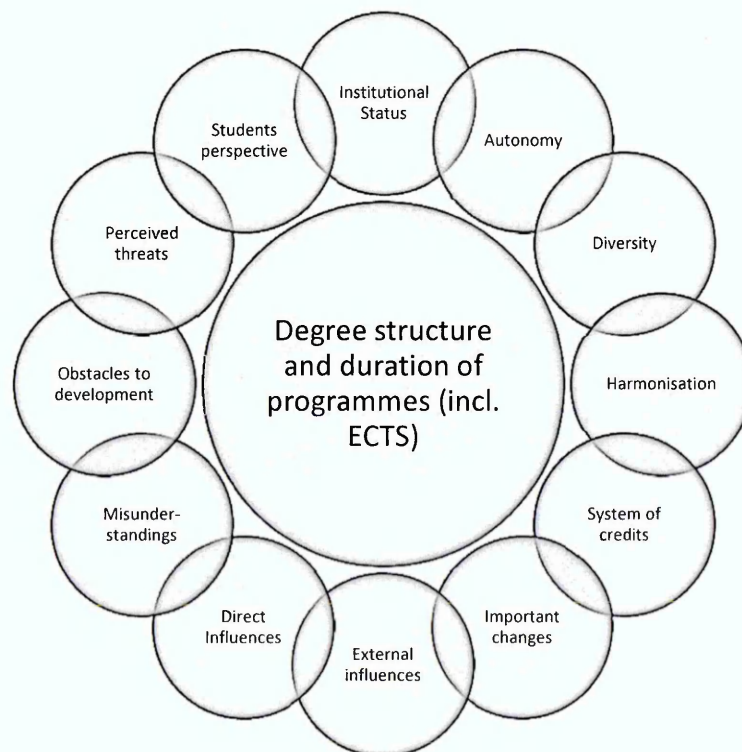 Institutional
Status
Autonomy
Diversity
Harmonisation
System of
credits
Important
changes
External
influences
Direct
Influences
Misunder-
standings
Obstacles to
development
Perceived
threats
Students
perspective
Degree structure
and duration of
programmes (incl.
ECTS)